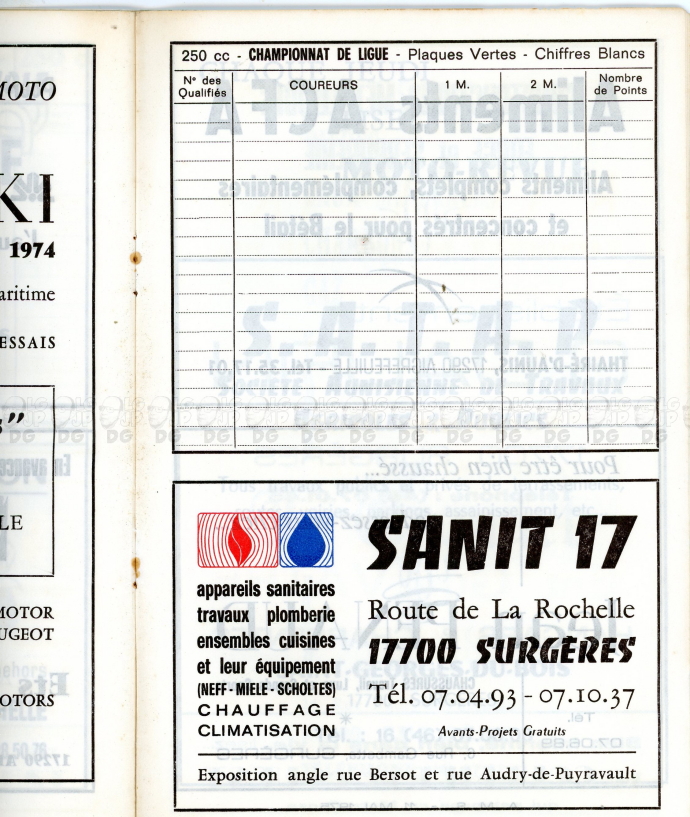 MOTO
KI
1974
aritime
ESSAIS
s”
LE
MOTOR
UGEOT
OTORS
250 cc - CHAMPIONNAT DE LIGUE - Plaques Vertes - Chiffres Blancs
N° des Qualifiés COUREURS 1 M. 2 M. Nombre de Points
SANIT 17
appareils sanitaires
travaux plomberie
ensembles cuisines
et leur équipement
(NEFF - MIELE - SCHOLTES)
CHAUFFAGE
CLIMATISATION
Route de La Rochelle
17700 SURGÈRES
Tél. 07.04.93 - 07.10.37
Avants-Projets Gratuits
Exposition angle rue Bersot et rue Audry-de-Puyravault